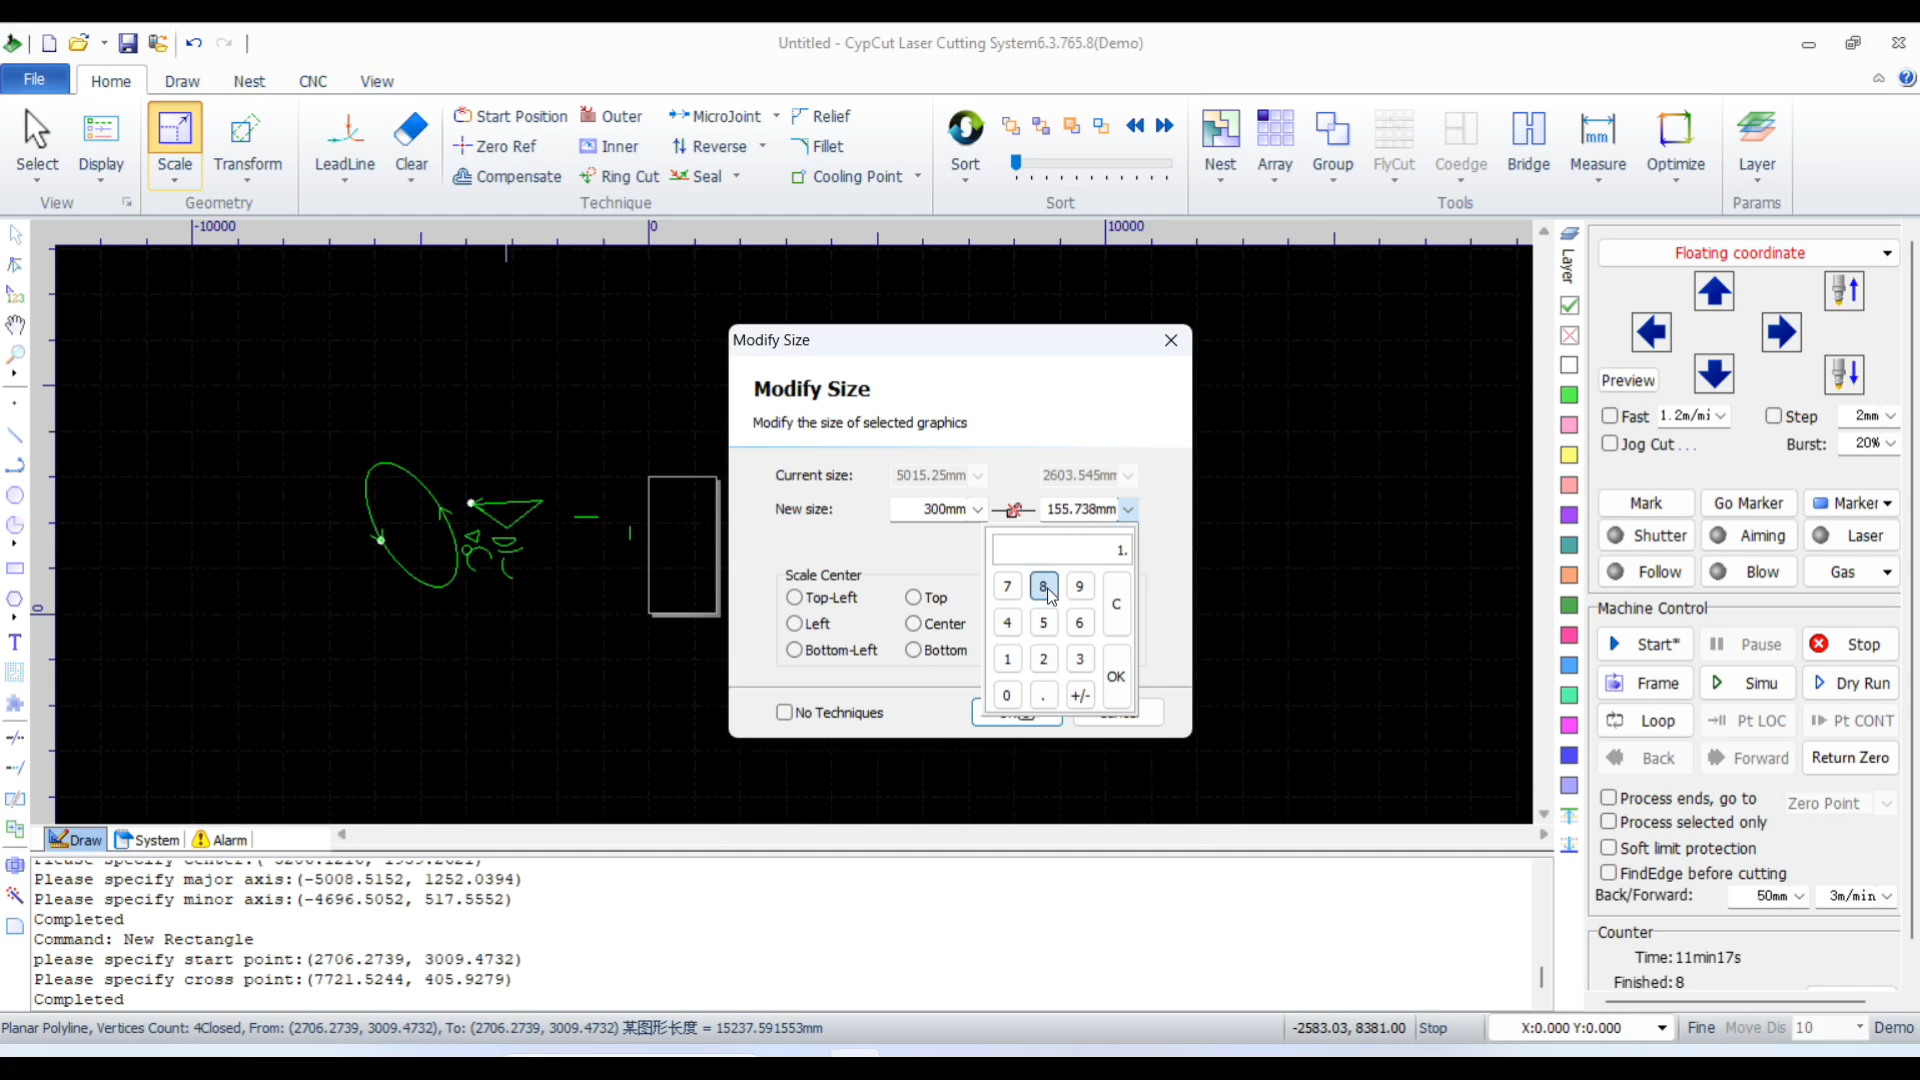 Untitled - CypCut Laser Cutting System6.3.765.8(Demo)
File Home Draw Nest CNC View
Select Display Scale Transform LeadLine Clear
Start Position Outer MicroJoint Relief
Zero Ref Inner Reverse Fillet
Compensate Ring Cut Seal Cooling Point
Sort Nest Array Group FlyCut Coedge Bridge Measure Optimize Layer
mm
View Geometry Technique Sort Tools Params
-10000 0 10000
0
123
T
Modify Size
Modify Size
Modify the size of selected graphics
Current size: 5015.25mm 2603.545mm
New size: 300mm 155.738mm
1.
7 8 9 C
4 5 6
1 2 3 OK
0 . +/-
Scale Center
Top-Left Top
Left Center
Bottom-Left Bottom
No Techniques
Layer
Floating coordinate
Preview
Fast 1.2m/mi Step 2mm
Jog Cut... Burst: 20%
Mark Go Marker Marker
Shutter Aiming Laser
Follow Blow Gas
Machine Control
Start* Pause Stop
Frame Simu Dry Run
Loop Pt LOC Pt CONT
Back Forward Return Zero
Process ends, go to Zero Point
Process selected only
Soft limit protection
FindEdge before cutting
Back/Forward: 50mm 3m/min
Counter
Time:11min17s
Finished:8
Draw System Alarm
Please specify major axis:(-5008.5152, 1252.0394)
Please specify minor axis:(-4696.5052, 517.5552)
Completed
Command: New Rectangle
please specify start point:(2706.2739, 3009.4732)
Please specify cross point:(7721.5244, 405.9279)
Completed
Planar Polyline, Vertices Count: 4Closed, From: (2706.2739, 3009.4732), To: (2706.2739, 3009.4732) 某图形长度 = 15237.591553mm
-2583.03, 8381.00 Stop X:0.000 Y:0.000 Fine Move Dis 10 Demo